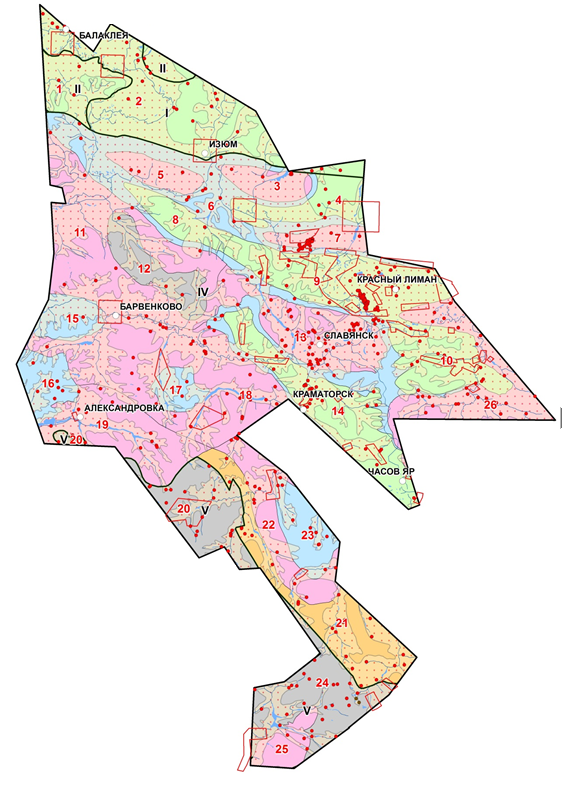 БАЛАКЛЕЯ
II
1
II
2
I
ИЗЮМ
5
3
4
6
8
7
11
12
9
КРАСНЫЙ ЛИМАН
IV
БАРВЕНКОВО
15
13
СЛАВЯНСК
10
16
17
18
КРАМАТОРСК
14
26
АЛЕКСАНДРОВКА
19
V
20
ЧАСОВ ЯР
20
V
22
23
21
24
V
25